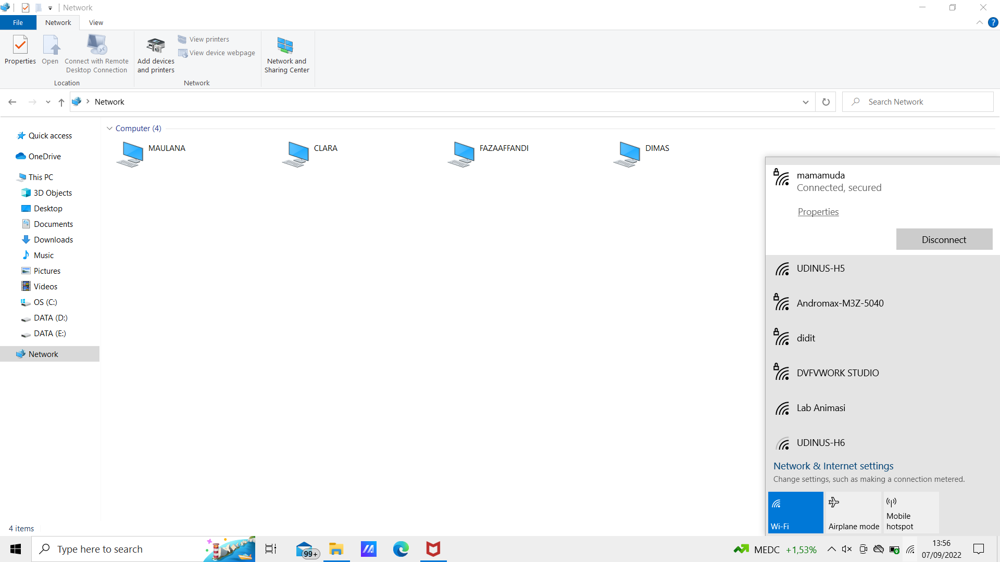 Network
File
Network
View
Properties
Open
Connect with Remote
Desktop Connection
Location
Add devices
and printers
View printers
View device webpage
Network
Network and
Sharing Center
Network
Search Network
Quick access
OneDrive
This PC
3D Objects
Desktop
Documents
Downloads
Music
Pictures
Videos
OS (C:)
DATA (D:)
DATA (E:)
Network
Computer (4)
MAULANA
CLARA
FAZAAFFANDI
DIMAS
mamamuda
Connected, secured
Properties
Disconnect
UDINUS-H5
Andromax-M3Z-5040
didit
DVFVWORK STUDIO
Lab Animasi
UDINUS-H6
Network & Internet settings
Change settings, such as making a connection metered.
Wi-Fi
Airplane mode
Mobile
hotspot
4 items
Type here to search
99+
MEDC +1,53%
13:56
07/09/2022